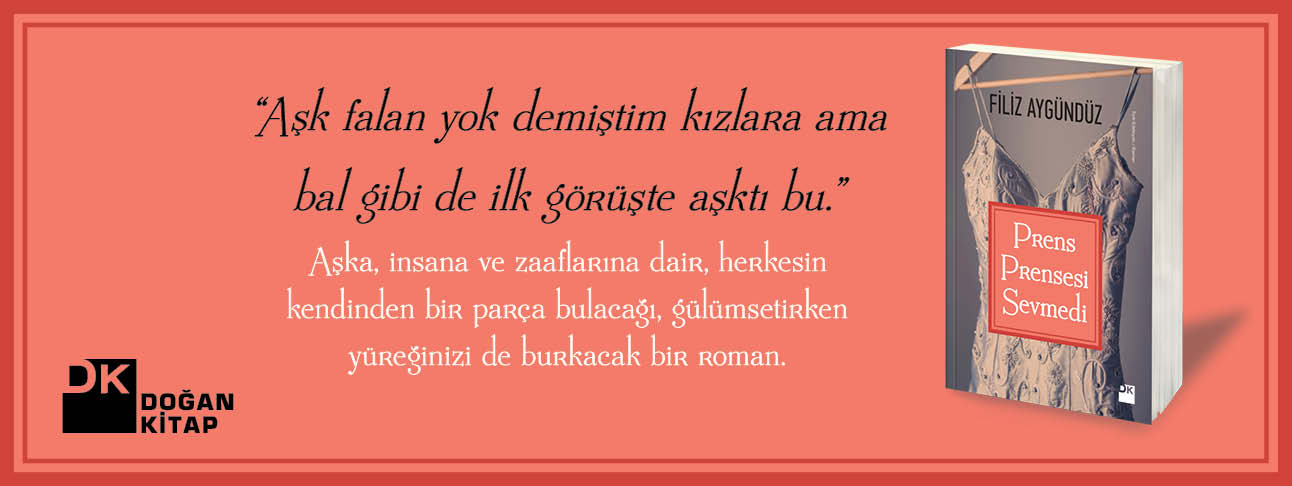 “Aşk falan yok demiştim kızlara ama
bal gibi de ilk görüşte aşktı bu.”
Aşka, insana ve zaaflarına dair, herkesin
kendinden bir parça bulacağı, gülümsetirken
yüreğinizi de burkacak bir roman.
DK
DOĞAN
KİTAP
FİLİZ AYGÜNDÜZ
Prens
Prensesi
Sevmedi
DK